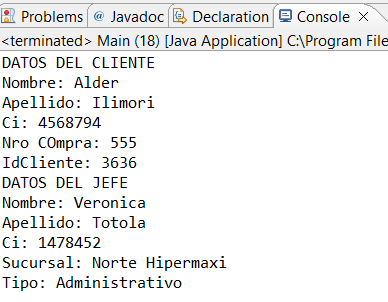 Problems @ Javadoc Declaration Console
<terminated> Main (18) [Java Application] C:\Program File
DATOS DEL CLIENTE
Nombre: Alder
Apellido: Ilimori
Ci: 4568794
Nro COmpra: 555
IdCliente: 3636
DATOS DEL JEFE
Nombre: Veronica
Apellido: Totola
Ci: 1478452
Sucursal: Norte Hipermaxi
Tipo: Administrativo